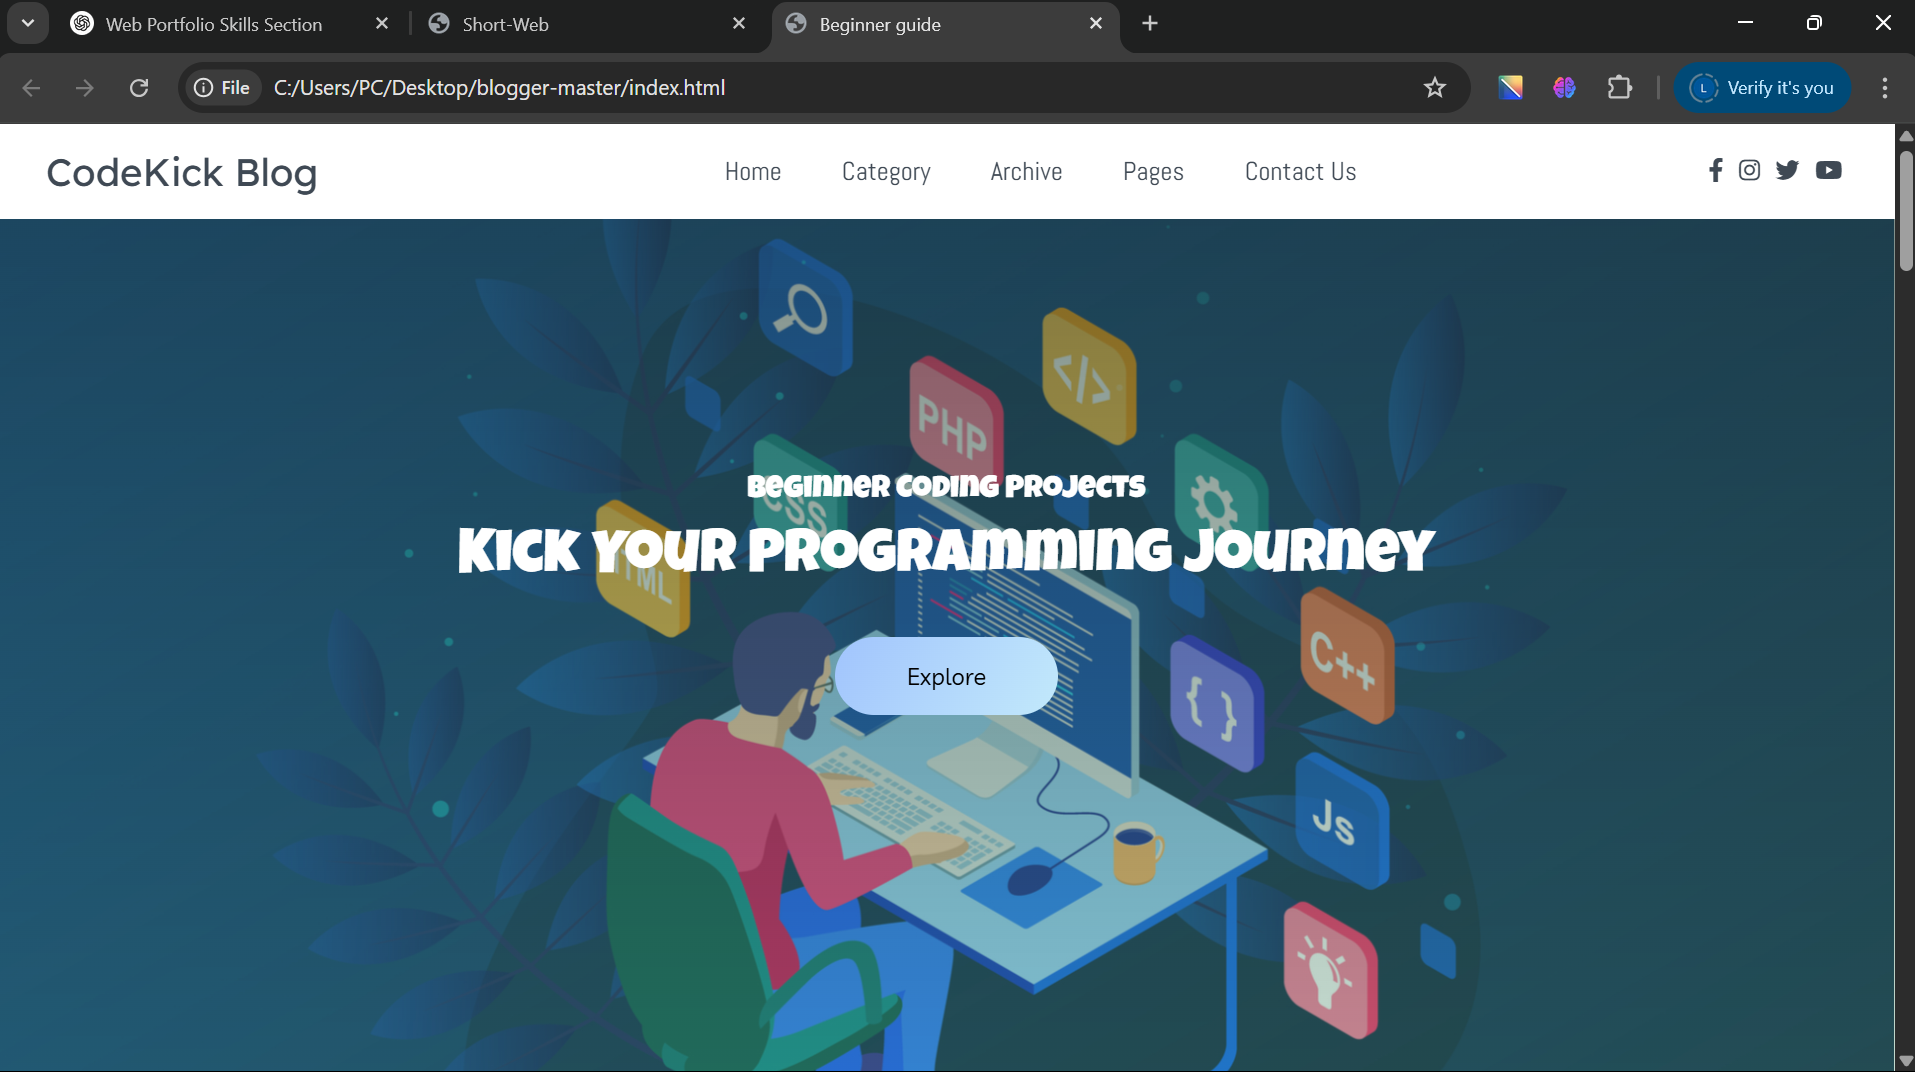 Web Portfolio Skills Section
Short-Web
Beginner guide
File
C:/Users/PC/Desktop/blogger-master/index.html
L
Verify it's you
CodeKick Blog
Home
Category
Archive
Pages
Contact Us
</>
PHP
CSS
Beginner Coding Projects
Kick Your Programming Journey
HTML
Explore
C++
{ }
Js